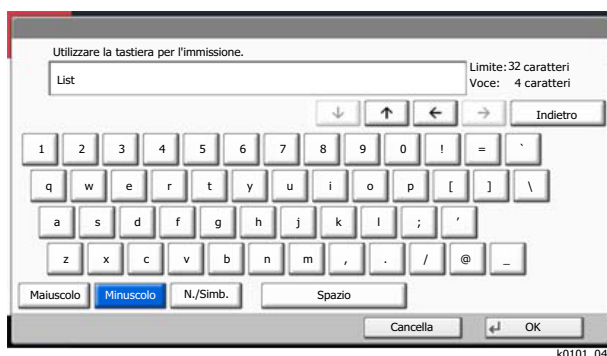 Utilizzare la tastiera per l'immissione.
List
Limite: 32 caratteri
Voce: 4 caratteri
↓ ↑ ← → Indietro
1 2 3 4 5 6 7 8 9 0 ! = `
q w e r t y u i o p [ ] \
a s d f g h j k l ; ′
z x c v b n m , . / @ _
Maiuscolo Minuscolo N./Simb. Spazio
Cancella OK
k0101_04